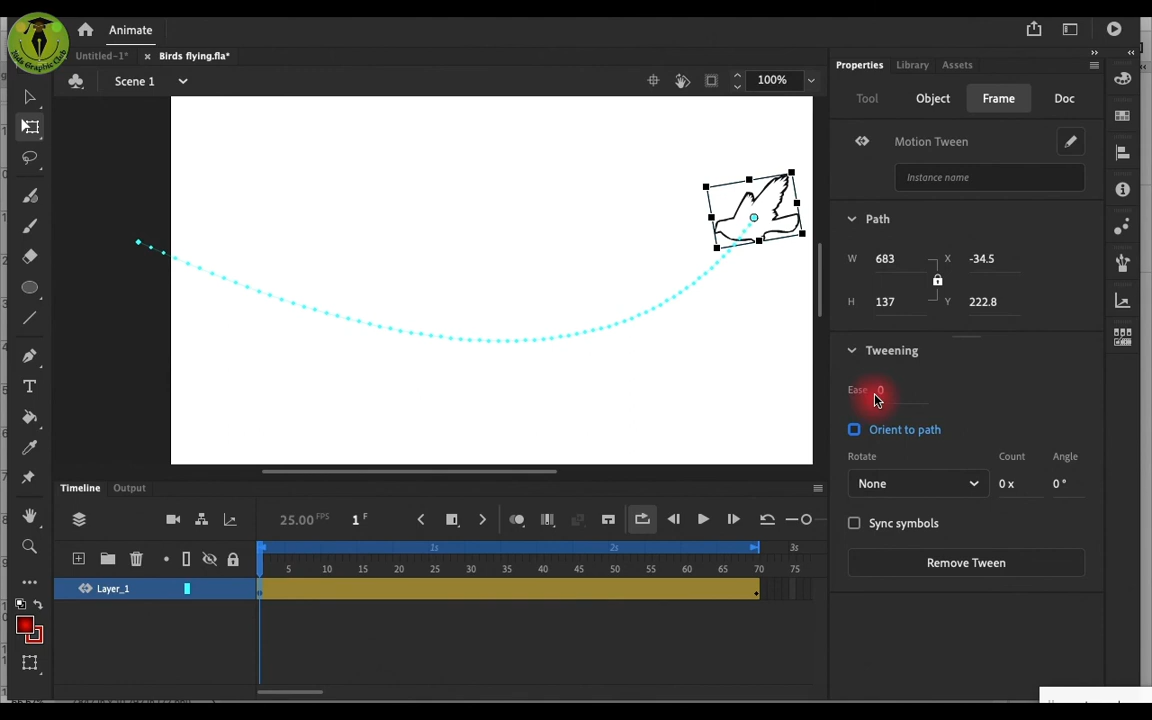 Animate
Untitled-1*
Birds flying.fla*
Scene 1
100%
Properties
Library
Assets
Tool
Object
Frame
Doc
Motion Tween
Instance name
Path
W 683 X -34.5
H 137 Y 222.8
Tweening
Ease 0
Orient to path
Rotate Count Angle
None 0 x 0 °
Sync symbols
Remove Tween
Timeline
Output
25.00 FPS 1 F
1s 2s 3s
5 10 15 20 25 30 35 40 45 50 55 60 65 70 75
Layer_1